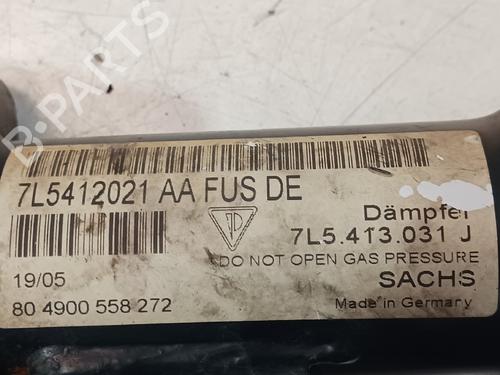 B-PARTS
7L5412021 AA FUS DE
Dämpfer
7L5.413.031 J
DO NOT OPEN GAS PRESSURE
19/05
SACHS
80 4900 558 272
Made in Germany